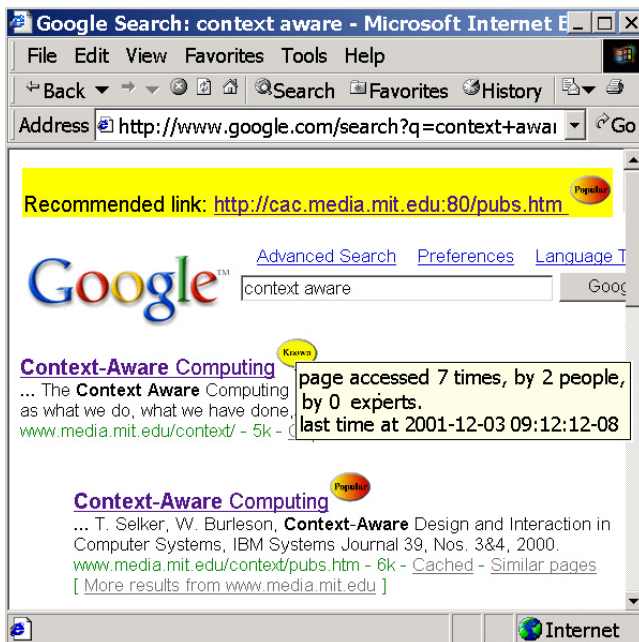 Google Search: context aware - Microsoft Internet E
File Edit View Favorites Tools Help
Back Search Favorites History
Address http://www.google.com/search?q=context+awar Go
Recommended link: http://cac.media.mit.edu:80/pubs.htm Popular
Advanced Search Preferences Language T
Google™ context aware Goog
Context-Aware Computing Known
... The Context Aware Computing
as what we do, what we have done,
www.media.mit.edu/context/ - 5k - C
page accessed 7 times, by 2 people,
by 0 experts.
last time at 2001-12-03 09:12:12-08
Context-Aware Computing Popular
... T. Selker, W. Burleson, Context-Aware Design and Interaction in
Computer Systems, IBM Systems Journal 39, Nos. 3&4, 2000.
www.media.mit.edu/context/pubs.htm - 6k - Cached - Similar pages
[ More results from www.media.mit.edu ]
Internet